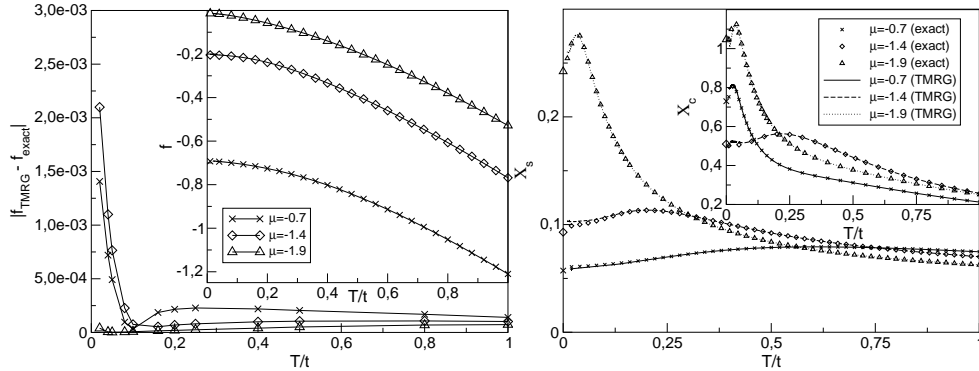 3,0e-03
2,5e-03
2,0e-03
1,5e-03
1,0e-03
5,0e-04
0
|f_TMRG - f_exact|
0 0,2 0,4 0,6 0,8 1
T/t
0
-0,2
-0,4
-0,6
-0,8
-1
-1,2
f
0 0,2 0,4 0,6 0,8 1
T/t
μ=-0.7
μ=-1.4
μ=-1.9
0,2
0,1
0
χ_s
0 0,25 0,5 0,75
T/t
1
0,8
0,6
0,4
0,2
χ_c
0 0,25 0,5 0,75
T/t
μ=-0.7 (exact)
μ=-1.4 (exact)
μ=-1.9 (exact)
μ=-0.7 (TMRG)
μ=-1.4 (TMRG)
μ=-1.9 (TMRG)